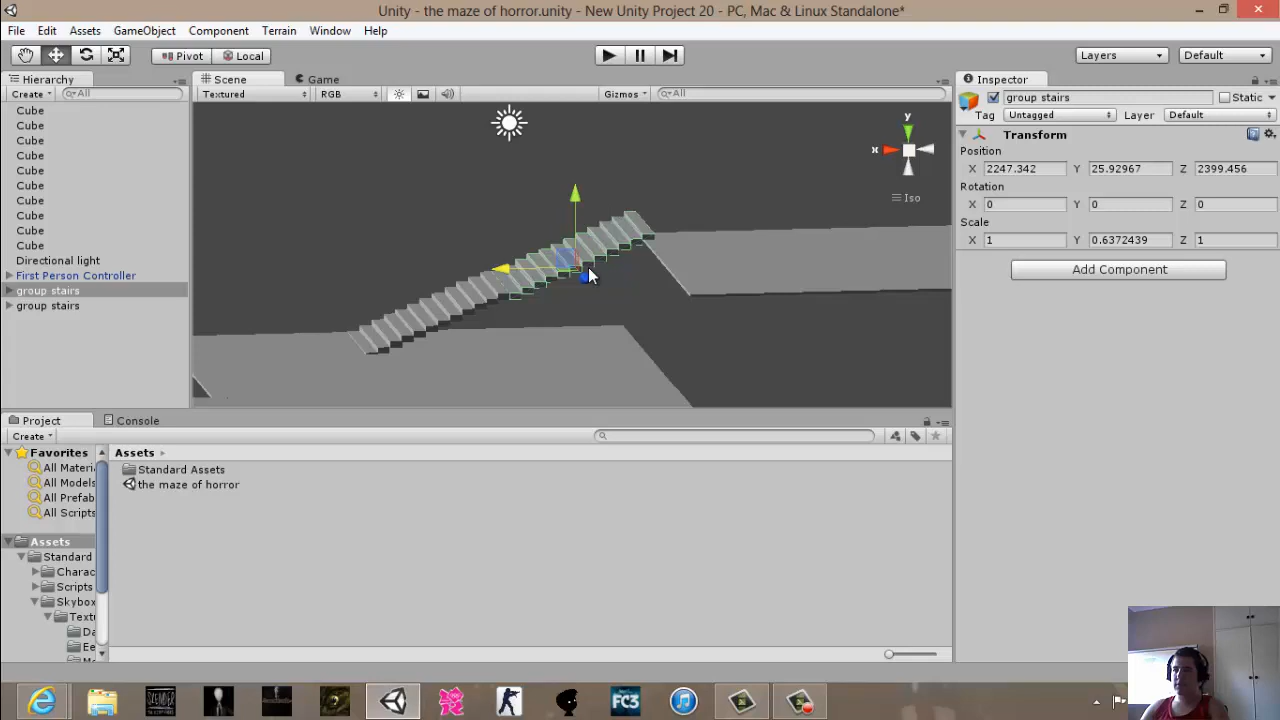 Unity - the maze of horror.unity - New Unity Project 20 - PC, Mac & Linux Standalone*
File Edit Assets GameObject Component Terrain Window Help
Pivot Local Layers Default
Hierarchy Scene Game Inspector
Create All Textured RGB Gizmos All group stairs Static
Tag Untagged Layer Default
Cube
Cube
Cube
Cube
Cube
Cube
Cube
Cube
Cube
Cube
Directional light
First Person Controller
group stairs
group stairs
y
x
Iso
Transform
Position
X 2247.342 Y 25.92967 Z 2399.456
Rotation
X 0 Y 0 Z 0
Scale
X 1 Y 0.6372439 Z 1
Add Component
Project Console
Create
Favorites
All Materi
All Models
All Prefab
All Scripts
Assets
Standard
Charac
Scripts
Skybox
Textu
Da
Ee
Assets
Standard Assets
the maze of horror
SLENDER
FC3